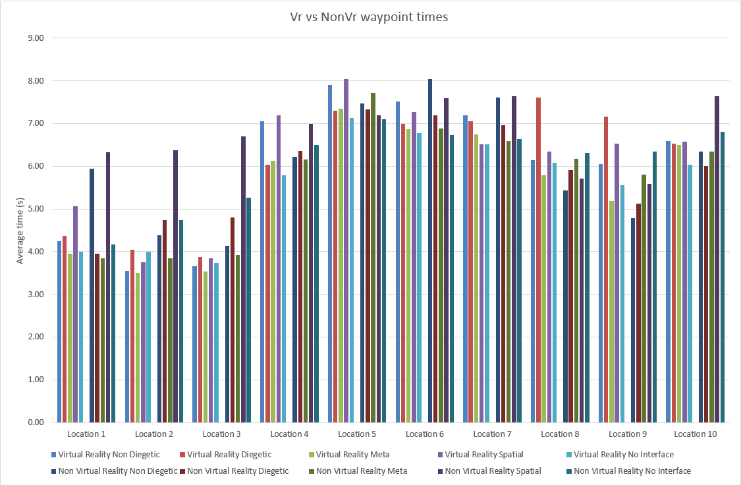 Vr vs NonVr waypoint times
9.00
8.00
7.00
6.00
5.00
4.00
3.00
2.00
1.00
0.00
Average time (s)
Location 1 Location 2 Location 3 Location 4 Location 5 Location 6 Location 7 Location 8 Location 9 Location 10
Virtual Reality Non Diegetic Virtual Reality Diegetic Virtual Reality Meta Virtual Reality Spatial Virtual Reality No Interface
Non Virtual Reality Non Diegetic Non Virtual Reality Diegetic Non Virtual Reality Meta Non Virtual Reality Spatial Non Virtual Reality No Interface